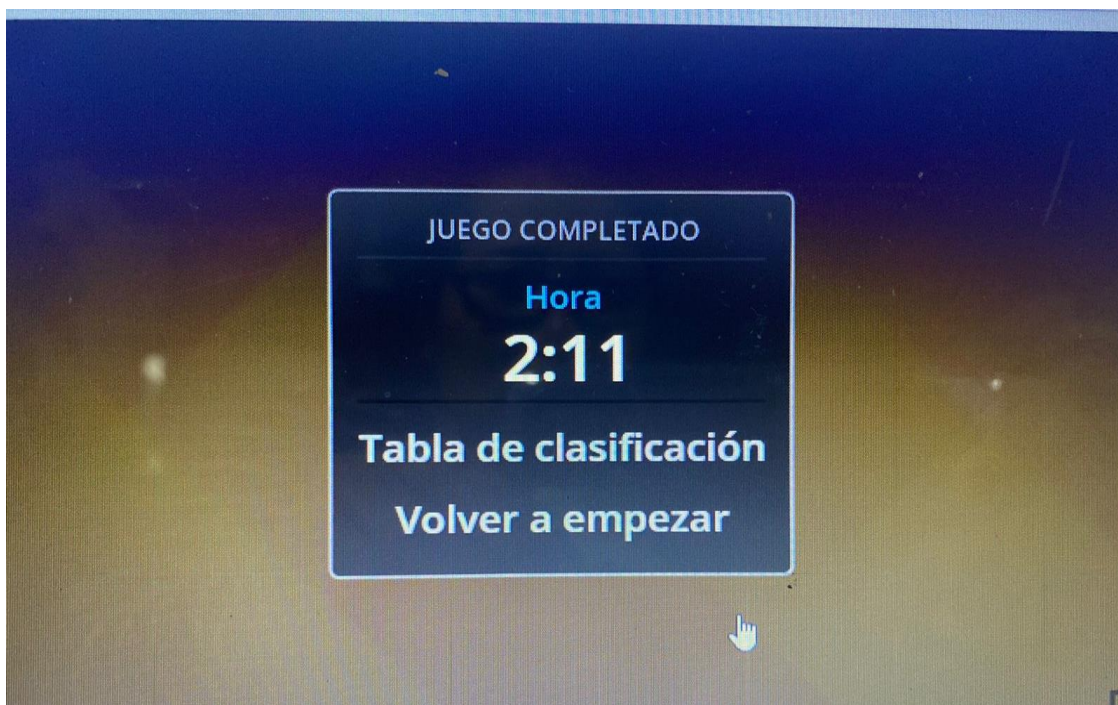 JUEGO COMPLETADO
Hora
2:11
Tabla de clasificación
Volver a empezar